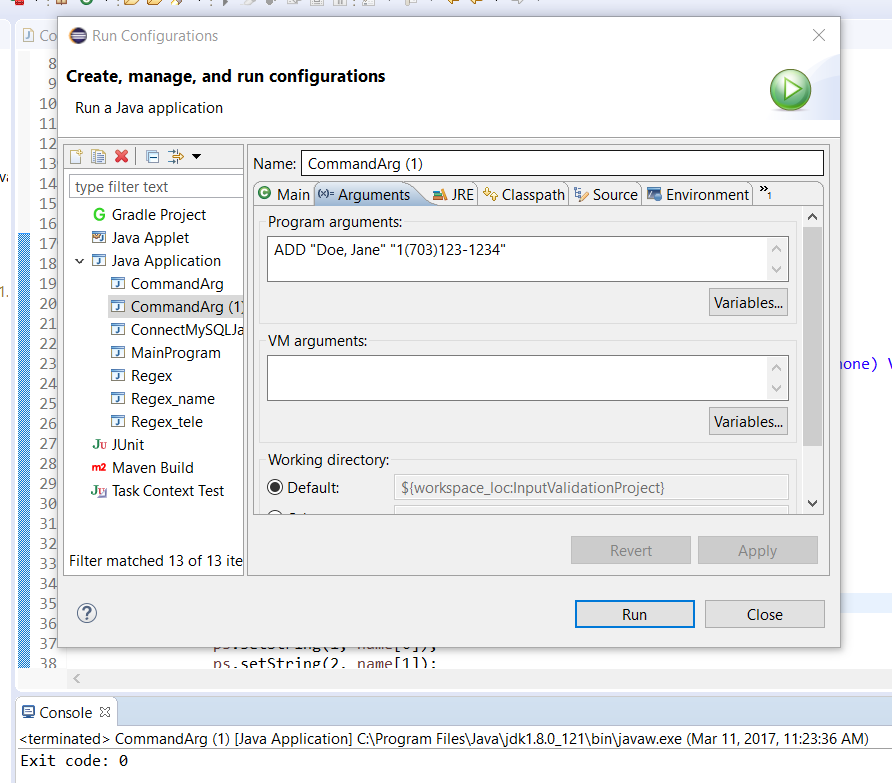 Co
Run Configurations
Create, manage, and run configurations
Run a Java application
Name: CommandArg (1)
type filter text
Main (x)= Arguments JRE Classpath Source Environment »1
Gradle Project
Java Applet
Java Application
CommandArg
CommandArg (1)
ConnectMySQLJa
MainProgram
Regex
Regex_name
Regex_tele
JUnit
Maven Build
Task Context Test
Filter matched 13 of 13 ite
Program arguments:
ADD "Doe, Jane" "1(703)123-1234"
Variables...
VM arguments:
Variables...
Working directory:
Default: ${workspace_loc:InputValidationProject}
Revert Apply
Run Close
8
9
10
11
12
13
14
15
16
17
18
19
20
21
22
23
24
25
26
27
28
29
30
31
32
33
34
35
36
37
38
none) V
ps.setString(1, name[0]);
ps.setString(2, name[1]);
Console
<terminated> CommandArg (1) [Java Application] C:\Program Files\Java\jdk1.8.0_121\bin\javaw.exe (Mar 11, 2017, 11:23:36 AM)
Exit code: 0